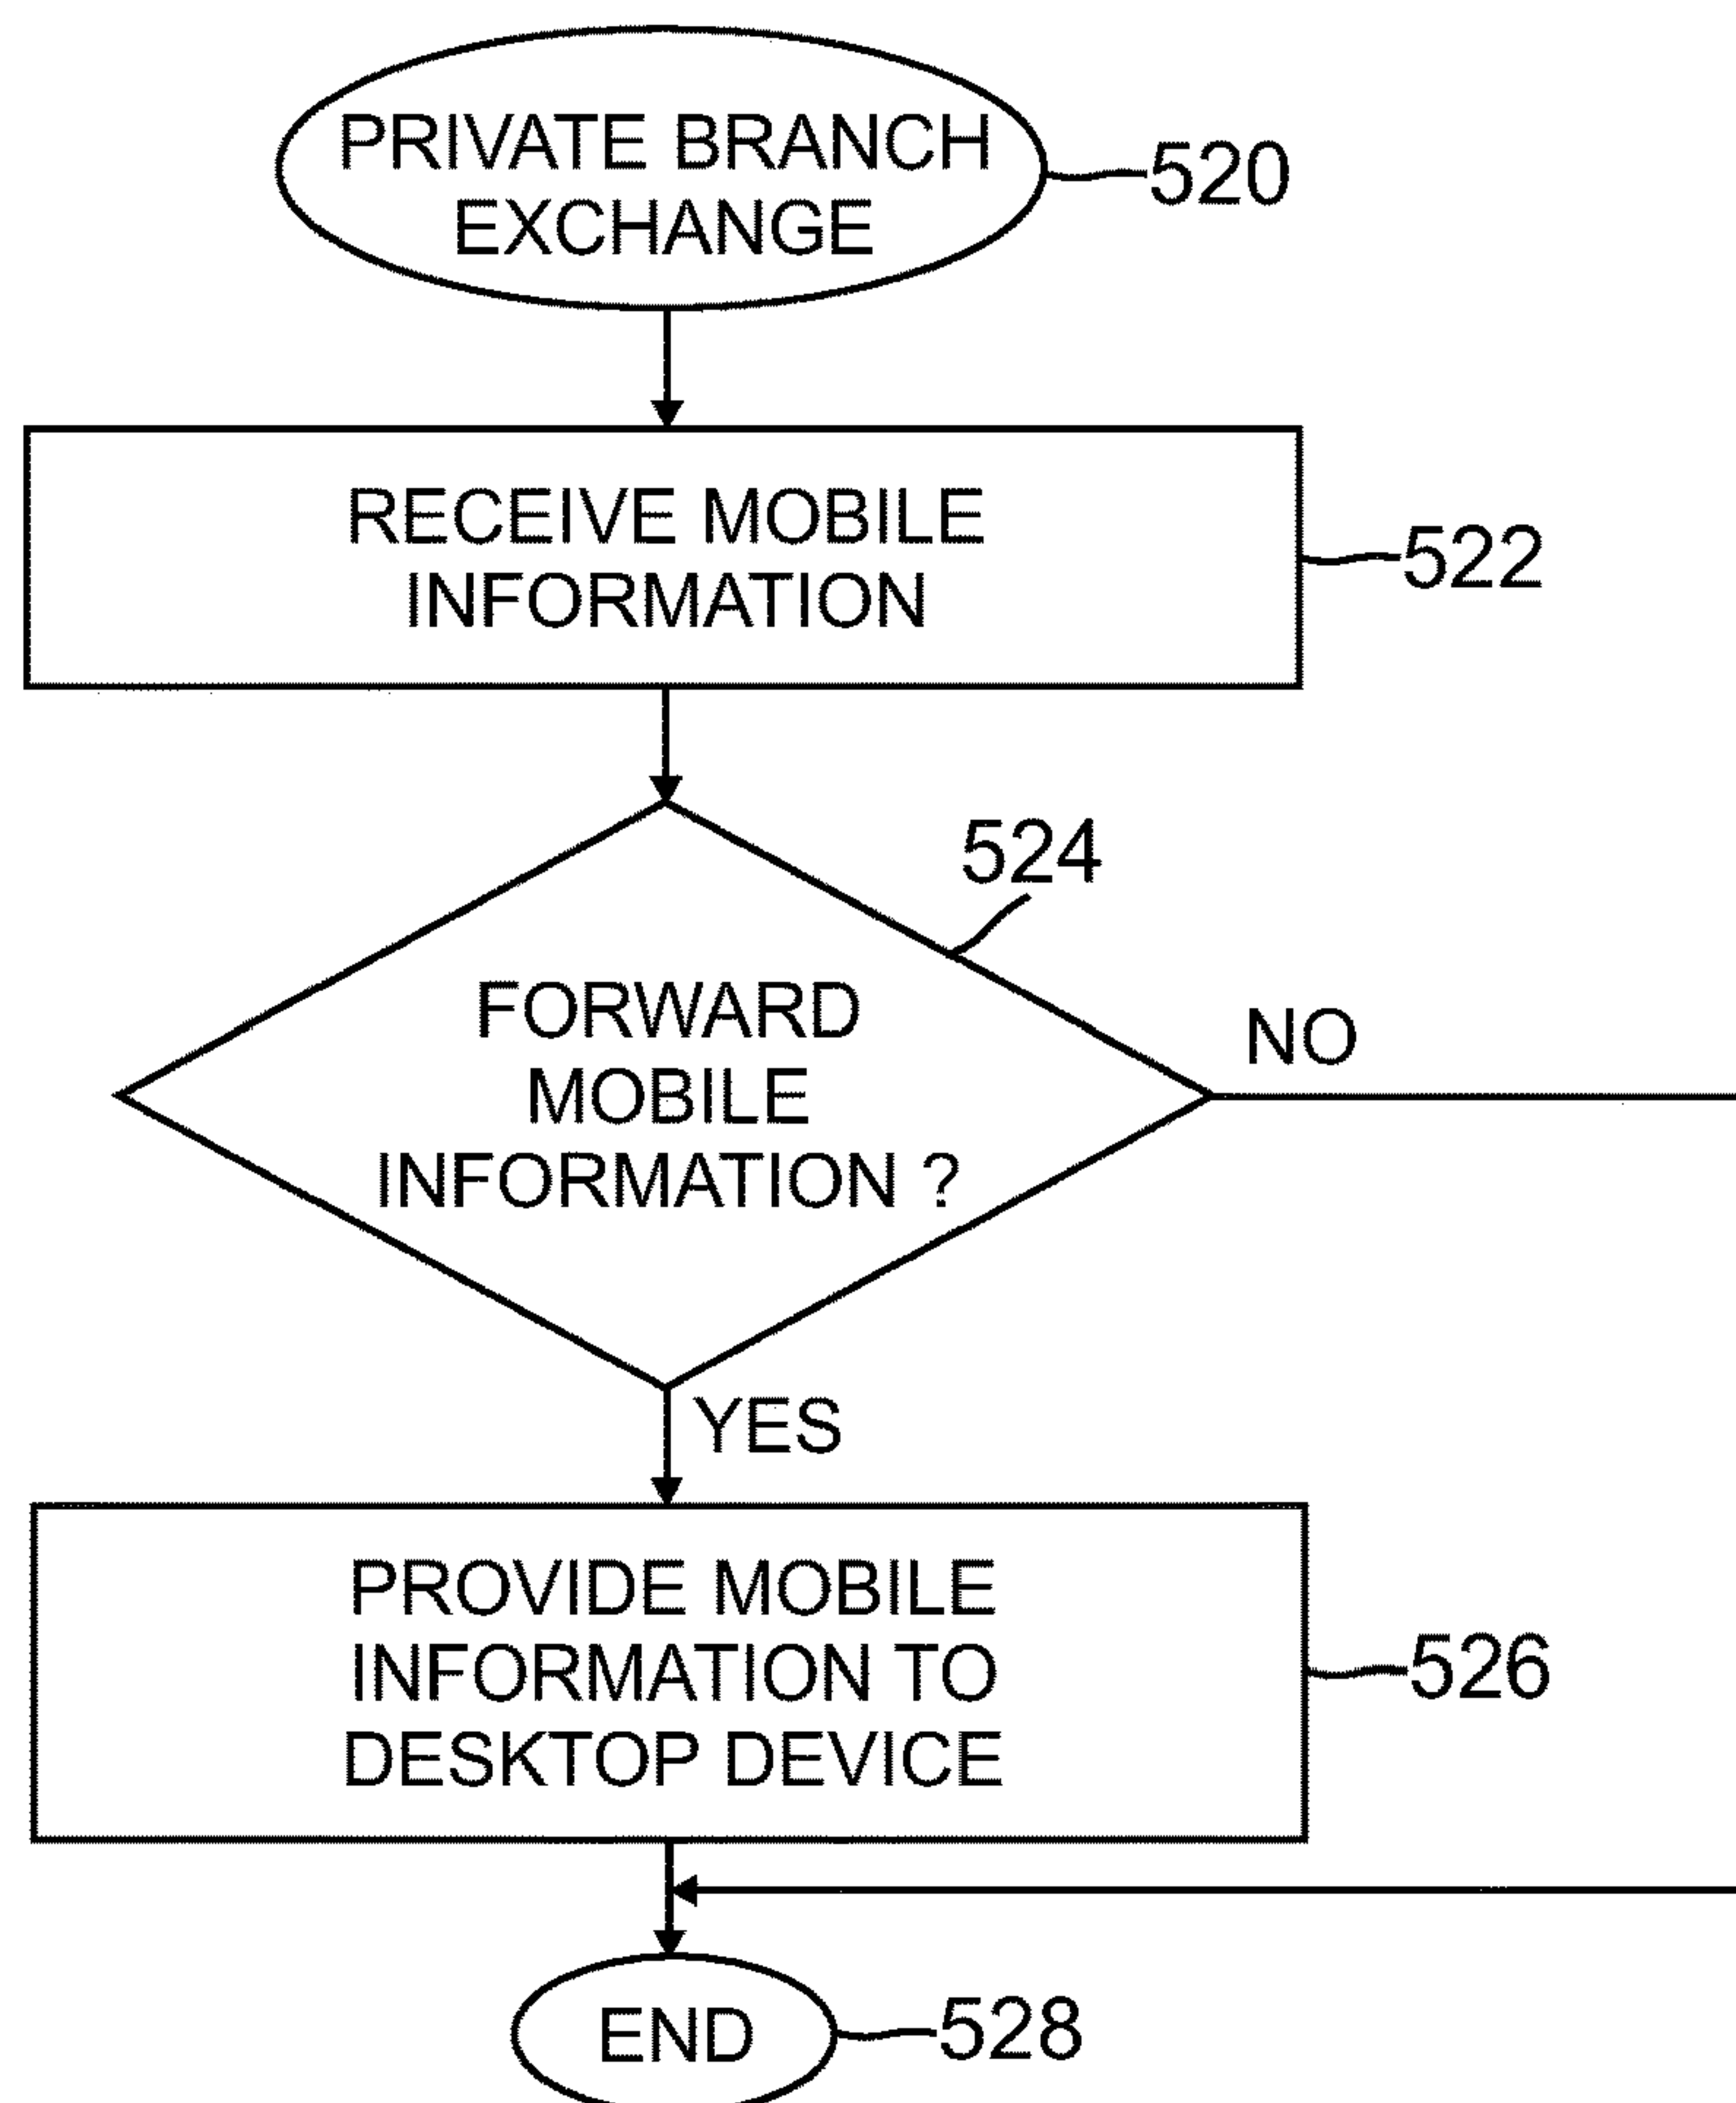 PRIVATE BRANCH
EXCHANGE
520
RECEIVE MOBILE
INFORMATION
522
524
FORWARD
MOBILE
INFORMATION ?
NO
YES
PROVIDE MOBILE
INFORMATION TO
DESKTOP DEVICE
526
END
528